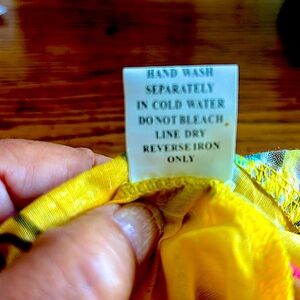 HAND WASH
SEPARATELY
IN COLD WATER
DO NOT BLEACH
LINE DRY
REVERSE IRON
ONLY